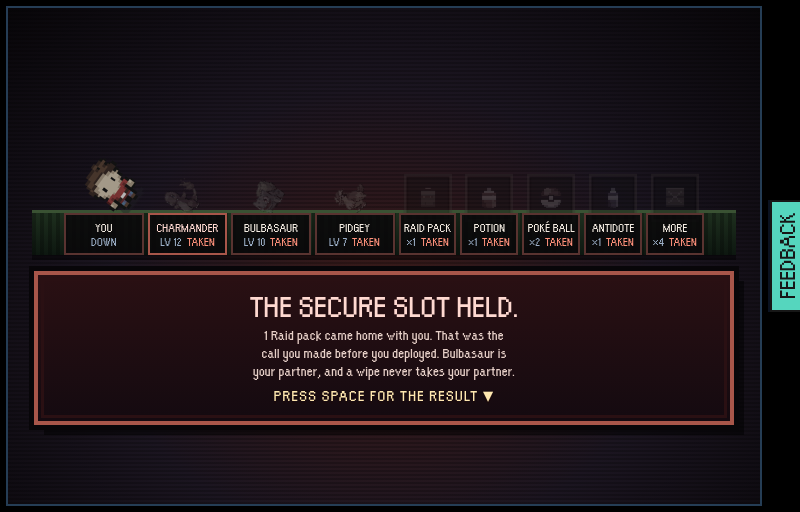 YOU
DOWN
CHARMANDER
LV 12 TAKEN
BULBASAUR
LV 10 TAKEN
PIDGEY
LV 7 TAKEN
RAID PACK
×1 TAKEN
POTION
×1 TAKEN
POKÉ BALL
×2 TAKEN
ANTIDOTE
×1 TAKEN
MORE
×4 TAKEN
THE SECURE SLOT HELD.
1 Raid pack came home with you. That was the
call you made before you deployed. Bulbasaur is
your partner, and a wipe never takes your partner.
PRESS SPACE FOR THE RESULT ▼
FEEDBACK